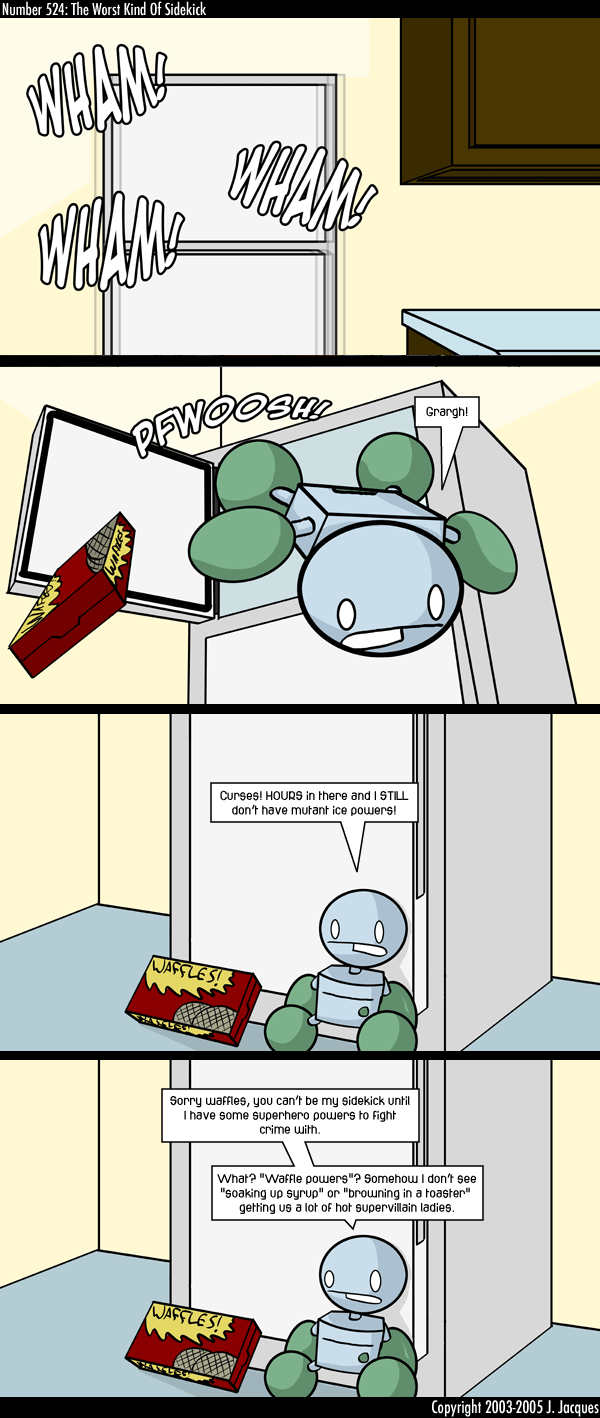 Number 524: The Worst Kind Of Sidekick
WHAM!
WHAM!
WHAM!
PFWOOSH!!
Grargh!
WAFFLES!
Curses! HOURS in there and I STILL
don't have mutant ice powers!
WAFFLES!
WAFFLES!
Sorry waffles, you can't be my sidekick until
I have some superhero powers to fight
crime with.
What? "Waffle powers"? Somehow I don't see
"soaking up syrup" or "browning in a toaster"
getting us a lot of hot supervillain ladies.
WAFFLES!
WAFFLES!
Copyright 2003-2005 J. Jacques